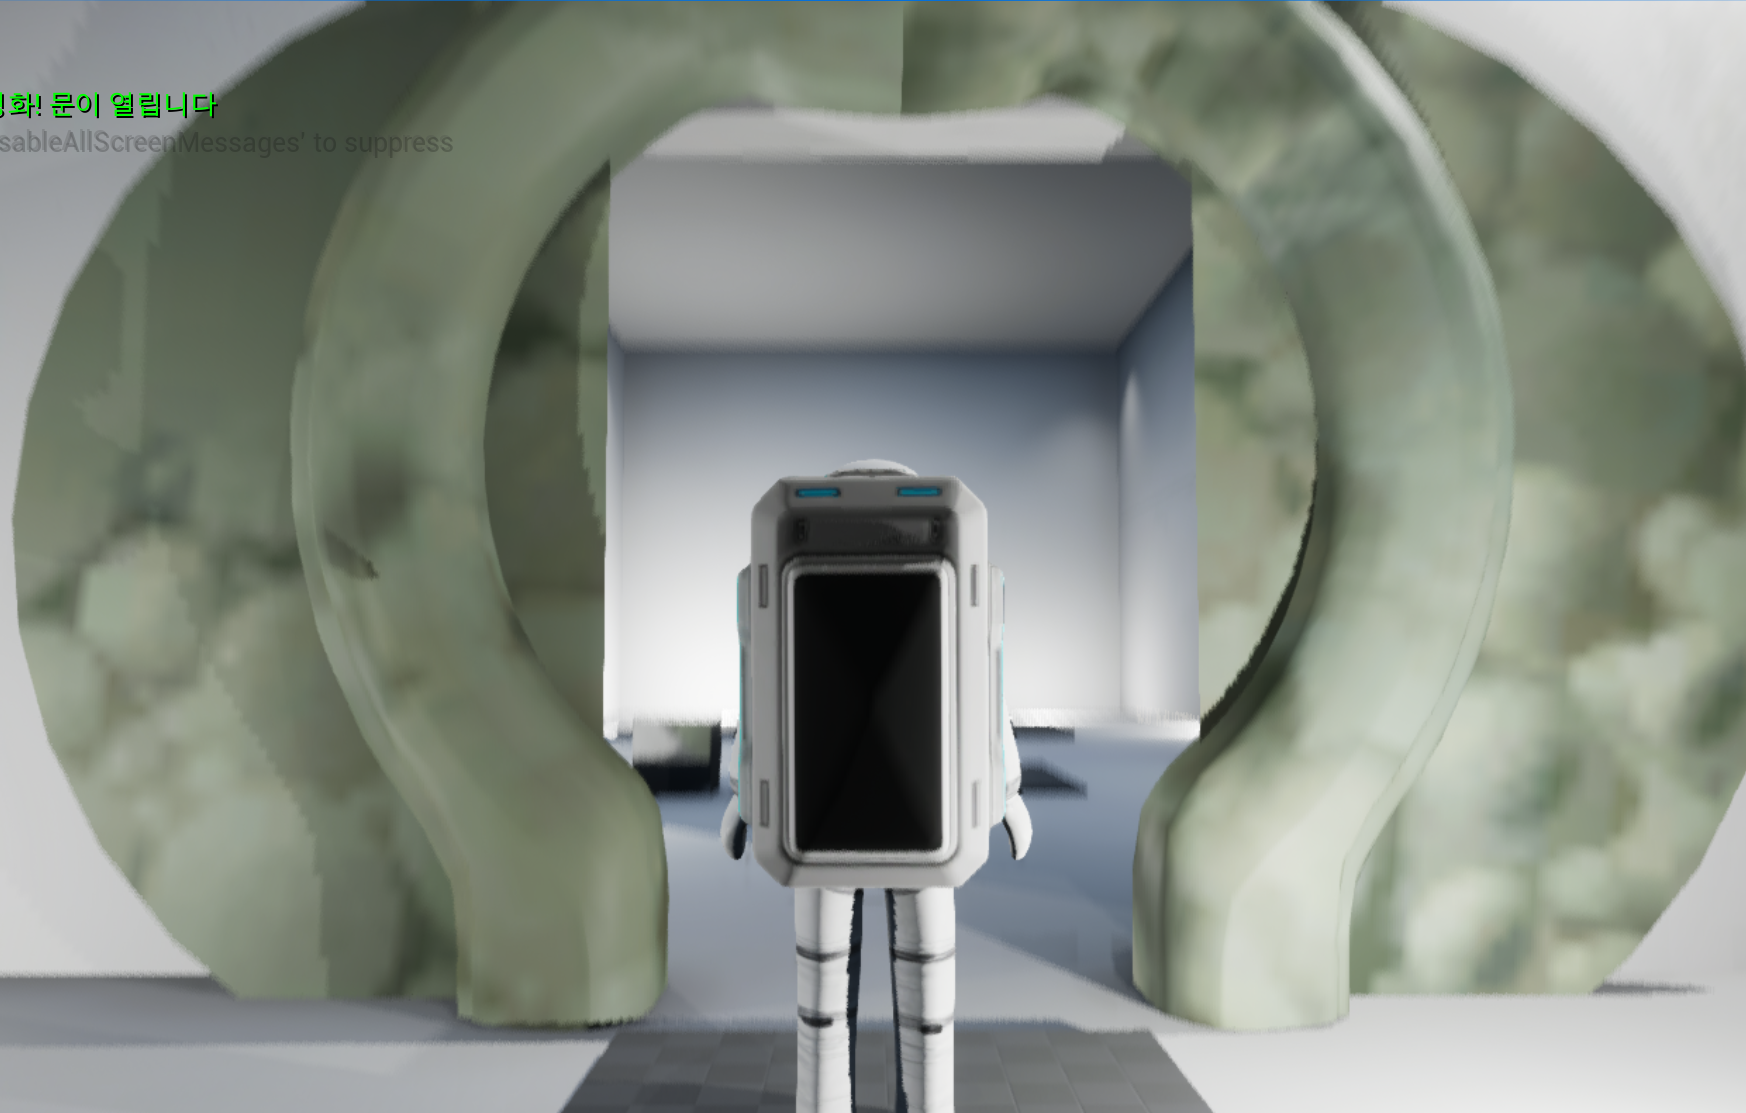 화! 문이 열립니다
sableAllScreenMessages' to suppress